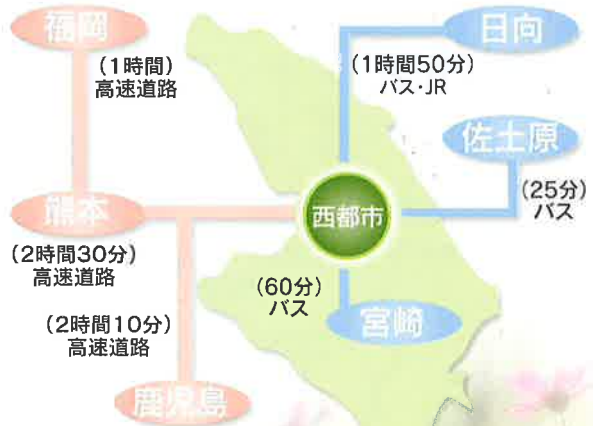 福岡
(1時間)
高速道路
熊本
(2時間30分)
高速道路
(2時間10分)
高速道路
鹿児島
日向
(1時間50分)
バス・JR
佐土原
(25分)
バス
西都市
(60分)
バス
宮崎